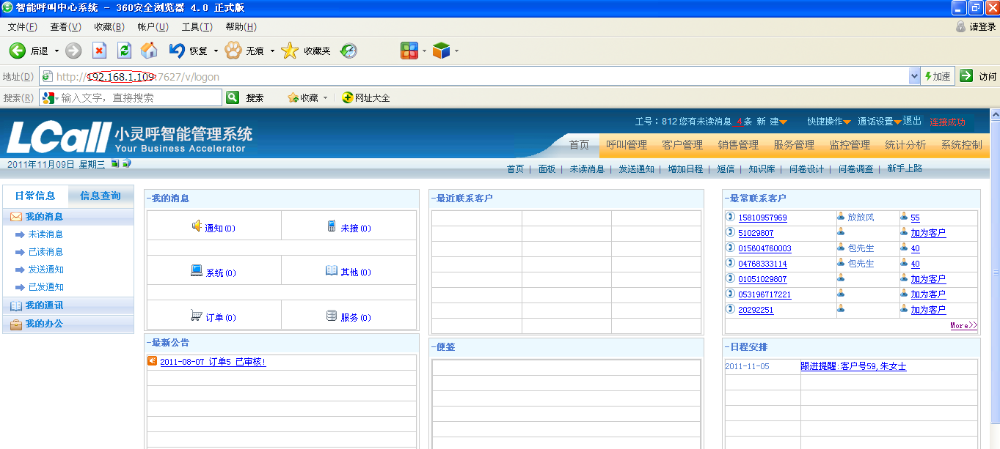 智能呼叫中心系统 - 360安全浏览器 4.0 正式版
文件(F) 查看(V) 收藏(B) 帐户(U) 工具(T) 帮助(H) 请登录
后退 恢复 无痕 收藏夹
地址(D) http://192.168.1.109:7627/v/logon 加速 访问
搜索(R) 输入文字，直接搜索 搜索 收藏 网址大全
工号：812 您有未读消息 1 条 新 建 快捷操作 通话设置 退出 连接成功
LCall 小灵呼智能管理系统
Your Business Accelerator
首页 呼叫管理 客户管理 销售管理 服务管理 监控管理 统计分析 系统控制
2011年11月09日 星期三
首页 | 面板 | 未读消息 | 发送通知 | 增加日程 | 短信 | 知识库 | 问卷设计 | 问卷调查 | 新手上路
日常信息 信息查询
我的消息
未读消息
已读消息
发送通知
已发通知
我的通讯
我的办公
-我的消息
通知(0) 未接(0)
系统(0) 其他(0)
订单(0) 服务(0)
-最近联系客户
-最常联系客户
15810957969 放放风 55
51029807 加为客户
015604760003 包先生 40
04768333114 包先生 40
01051029807 加为客户
053196717221 加为客户
20292251 加为客户
More>>
-最新公告
2011-08-07 订单5 已审核!
-便签
-日程安排
2011-11-05 跟进提醒:客户号59,朱女士